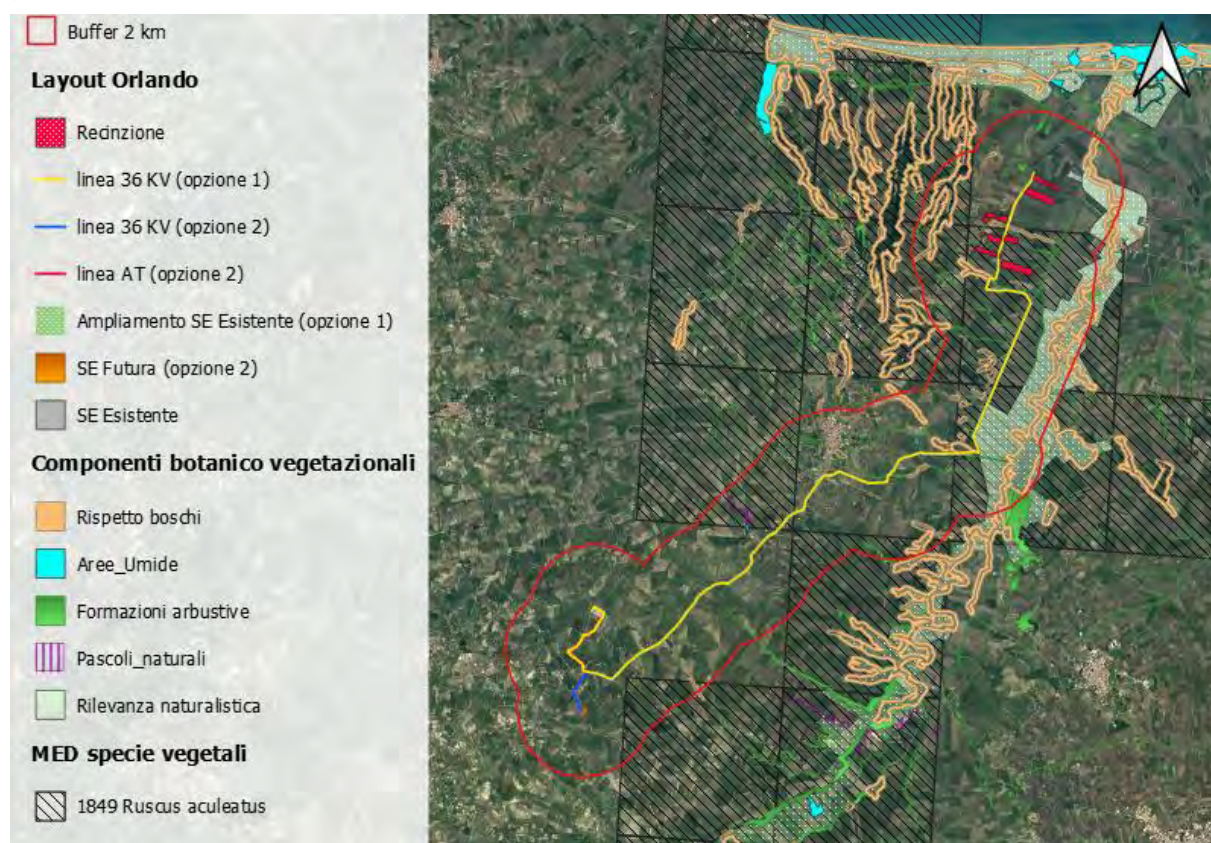 Buffer 2 km
Layout Orlando
Recinzione
linea 36 KV (opzione 1)
linea 36 KV (opzione 2)
linea AT (opzione 2)
Ampliamento SE Esistente (opzione 1)
SE Futura (opzione 2)
SE Esistente
Componenti botanico vegetazionali
Rispetto boschi
Aree_Umide
Formazioni arbustive
Pascoli_naturali
Rilevanza naturalistica
MED specie vegetali
1849 Ruscus aculeatus